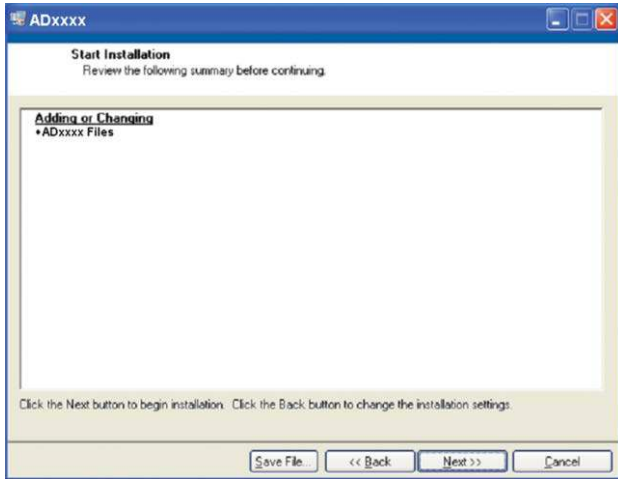 ADxxxx
Start Installation
Review the following summary before continuing.
Adding or Changing
•ADxxxx Files
Click the Next button to begin installation. Click the Back button to change the installation settings.
Save File... << Back Next >> Cancel